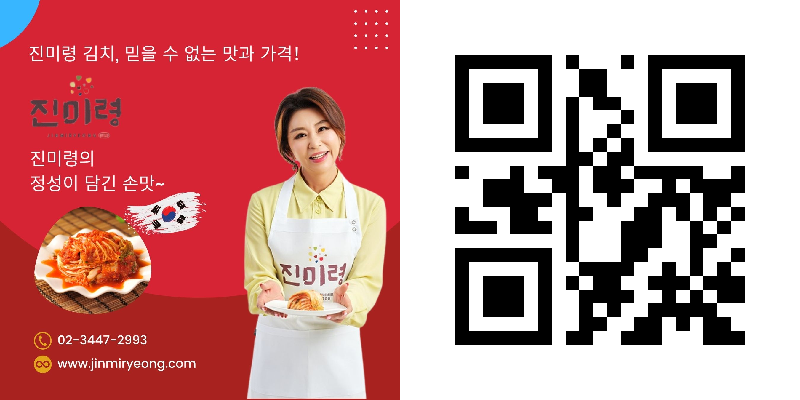 진미령 김치, 믿을 수 없는 맛과 가격!
진미령
진미령의
정성이 담긴 손맛~
진미령
02-3447-2993
www.jinmiryeong.com